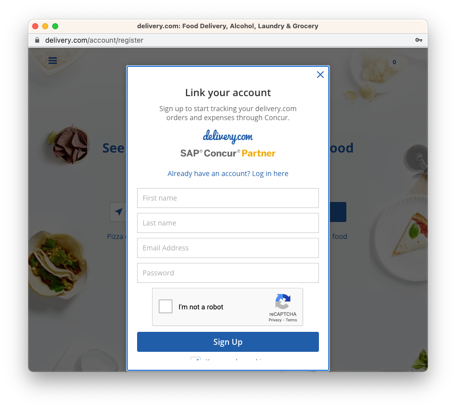 delivery.com: Food Delivery, Alcohol, Laundry & Grocery
delivery.com/account/register
0
Link your account
Sign up to start tracking your delivery.com
orders and expenses through Concur.
delivery.com
SAP® Concur® Partner
Already have an account? Log in here
See
ood
First name
Last name
Pizza
food
Email Address
Password
I'm not a robot
reCAPTCHA
Privacy - Terms
Sign Up